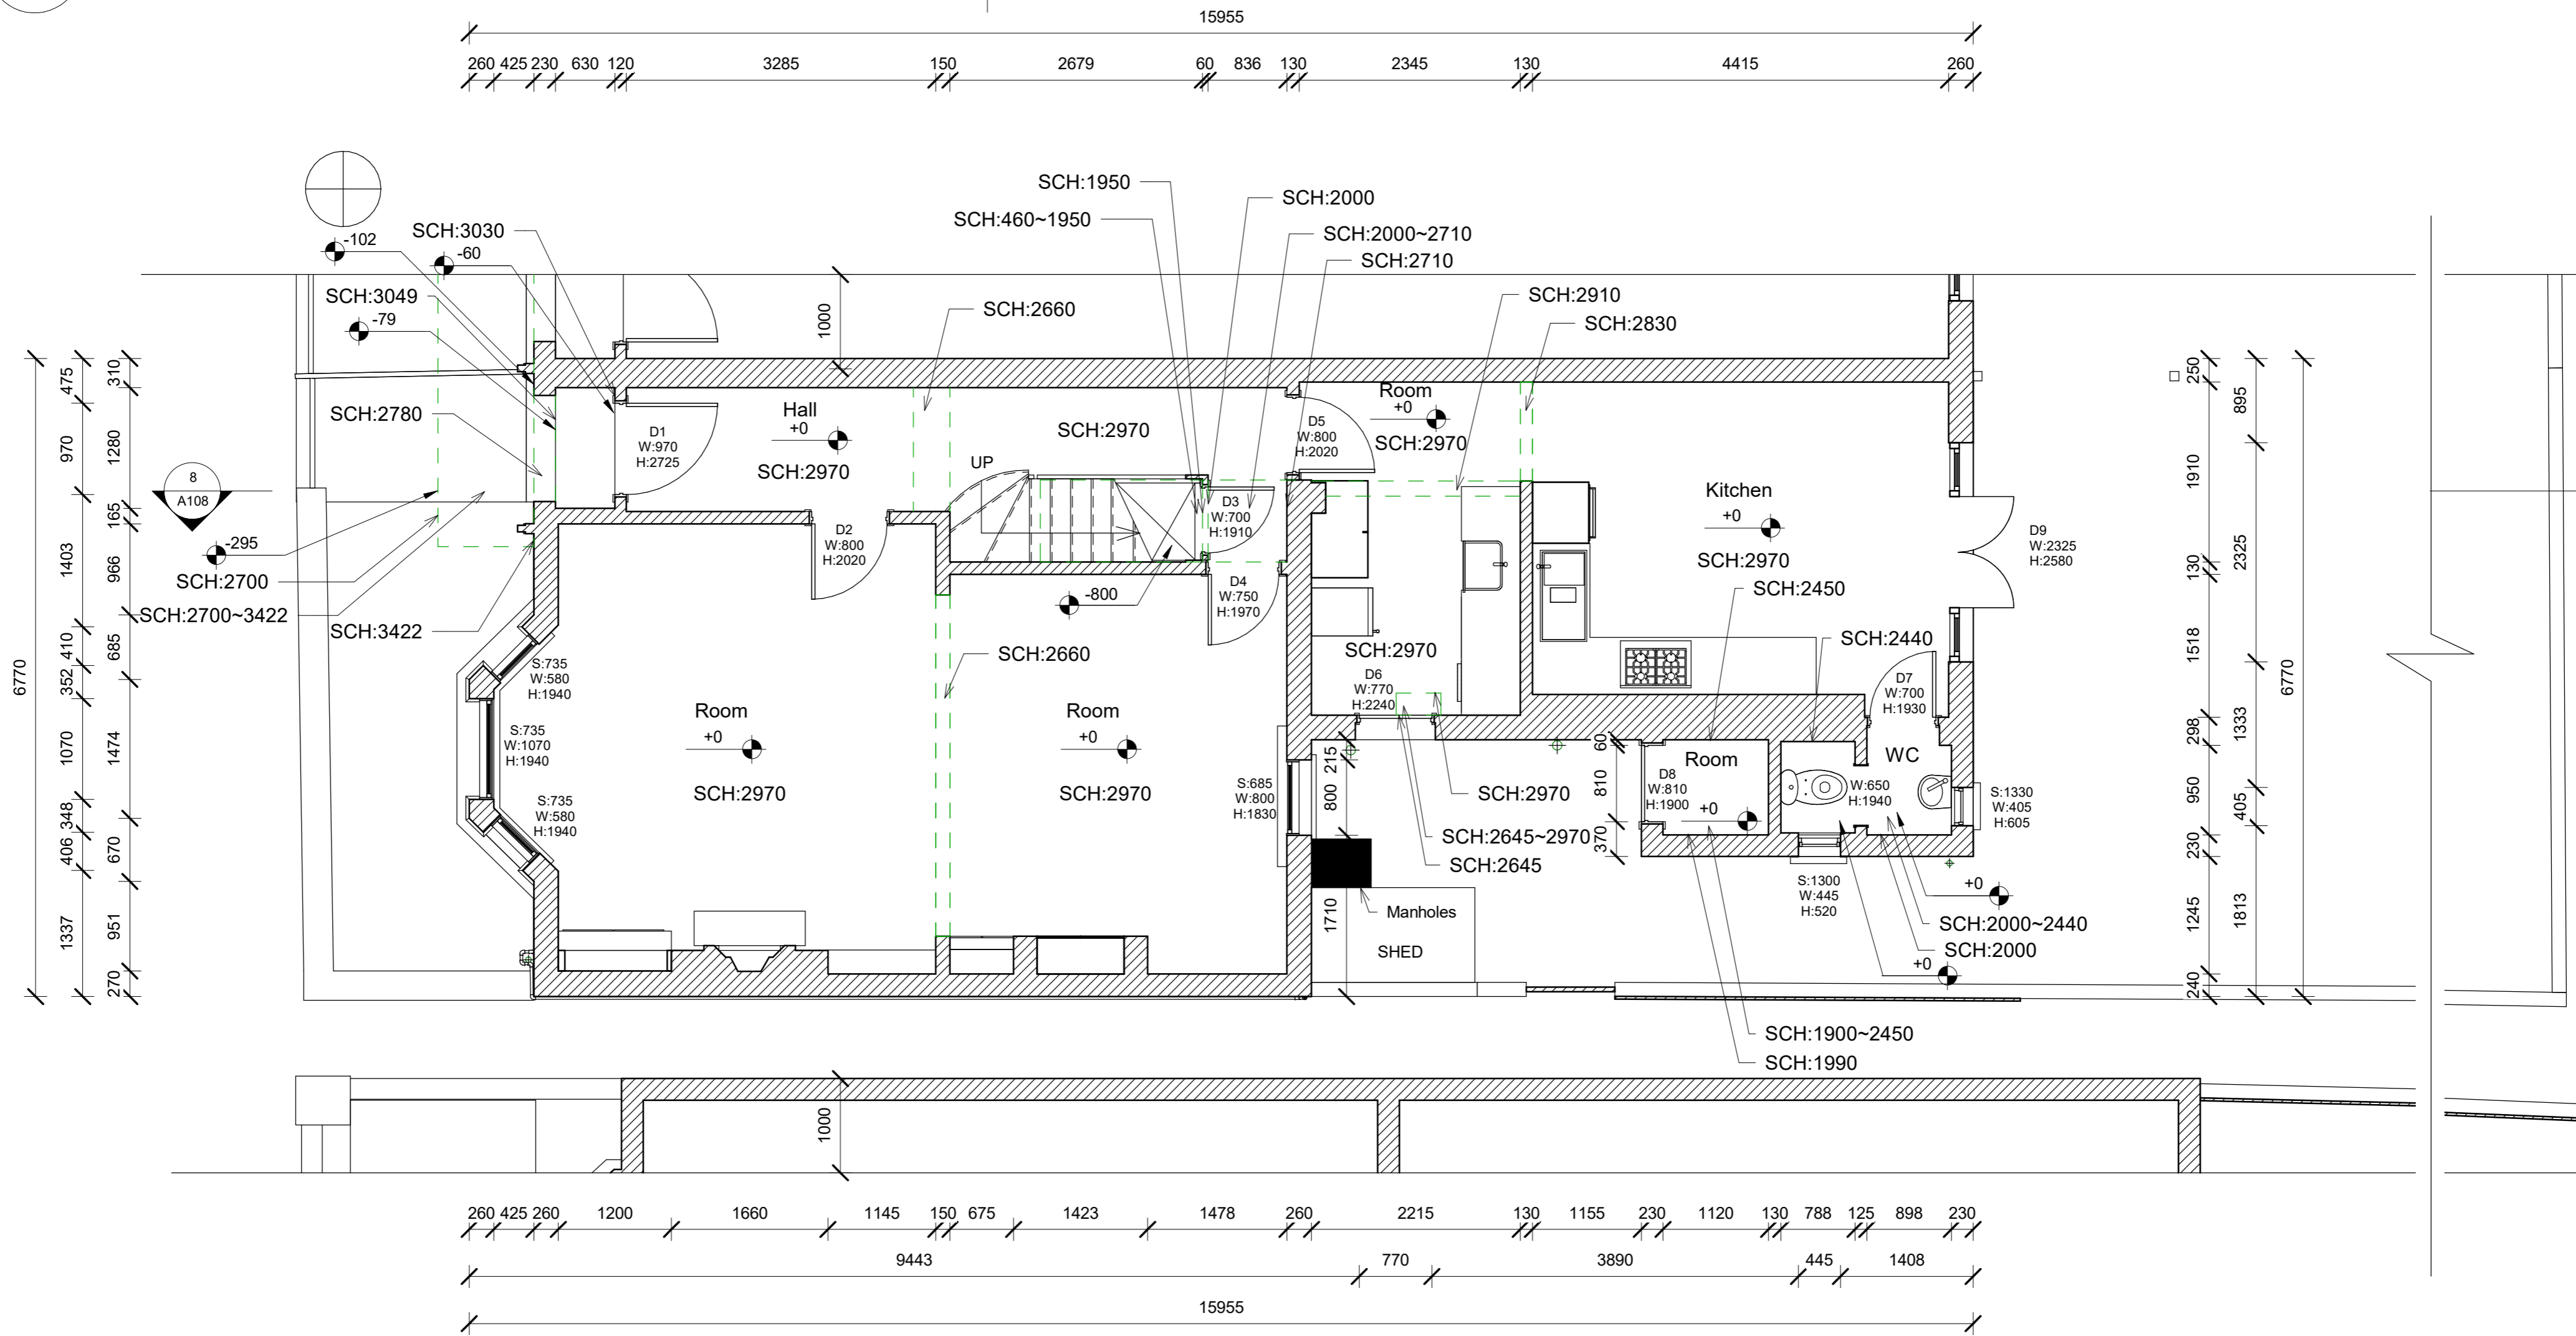 15955
260 425 230 630 120 3285 150 2679 60 836 130 2345 130 4415 260
SCH:1950
SCH:2000
SCH:460~1950
SCH:3030
SCH:2000~2710
-102
-60
SCH:2710
SCH:3049
SCH:2910
-79
SCH:2660
1000
SCH:2830
475
310
250
Room
+0
895
SCH:2780
Hall
+0
D1
W:970
H:2725
SCH:2970
D5
W:800
H:2020
SCH:2970
970
1280
SCH:2970
UP
1910
8
A108
Kitchen
+0
165
D3
W:700
H:1910
D2
W:800
H:2020
D9
W:2325
H:2580
-295
1403
966
SCH:2970
130
2325
SCH:2700
SCH:2450
-800
D4
W:750
H:1970
SCH:2700~3422
SCH:3422
410
685
SCH:2970
SCH:2440
1518
SCH:2660
6770
352
S:735
W:580
H:1940
D6
W:770
H:2240
D7
W:700
H:1930
6770
Room
+0
Room
+0
1070
1474
S:735
W:1070
H:1940
298
1333
60
215
Room
WC
SCH:2970
SCH:2970
S:685
W:800
H:1830
800
SCH:2970
810
D8
W:810
H:1900
+0
W:650
H:1940
S:1330
W:405
H:605
950
405
348
S:735
W:580
H:1940
406
670
SCH:2645~2970
SCH:2645
370
230
S:1300
W:445
H:520
+0
1337
951
1710
Manholes
SHED
SCH:2000~2440
SCH:2000
+0
1245
1813
270
240
SCH:1900~2450
SCH:1990
1000
260 425 260 1200 1660 1145 150 675 1423 1478 260 2215 130 1155 230 1120 130 788 125 898 230
9443 770 3890 445 1408
15955